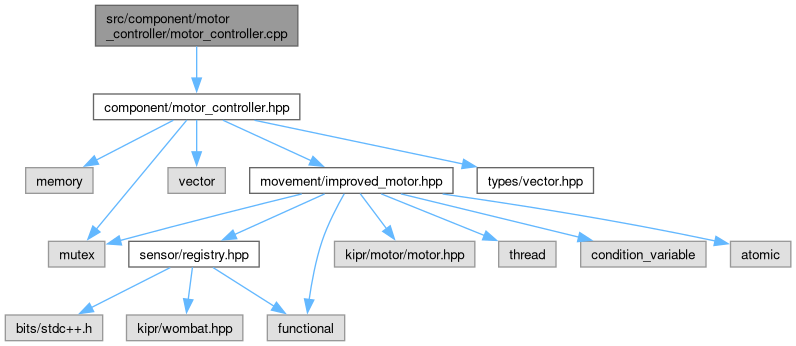 src/component/motor
_controller/motor_controller.cpp
component/motor_controller.hpp
memory
vector
movement/improved_motor.hpp
types/vector.hpp
mutex
sensor/registry.hpp
kipr/motor/motor.hpp
thread
condition_variable
atomic
bits/stdc++.h
kipr/wombat.hpp
functional